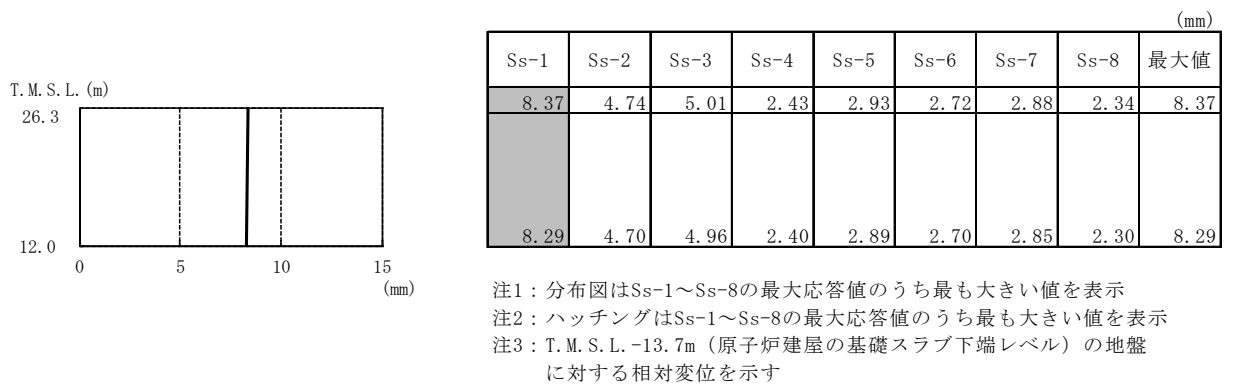 (mm)
Ss-1 Ss-2 Ss-3 Ss-4 Ss-5 Ss-6 Ss-7 Ss-8 最大値
8.37 4.74 5.01 2.43 2.93 2.72 2.88 2.34 8.37
8.29 4.70 4.96 2.40 2.89 2.70 2.85 2.30 8.29
T.M.S.L.(m)
26.3
12.0
0 5 10 15
(mm)
注1：分布図はSs-1～Ss-8の最大応答値のうち最も大きい値を表示
注2：ハッチングはSs-1～Ss-8の最大応答値のうち最も大きい値を表示
注3：T.M.S.L.-13.7m（原子炉建屋の基礎スラブ下端レベル）の地盤
に対する相対変位を示す